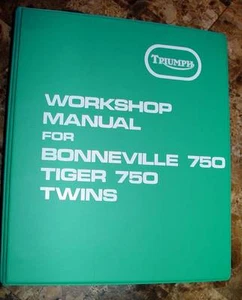 TRIUMPH
WORKSHOP
MANUAL
FOR
BONNEVILLE 750
TIGER 750
TWINS